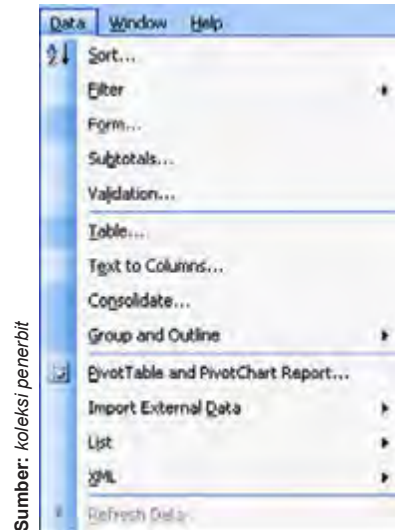 Data Window Help
Sort...
Filter
Form...
Subtotals...
Validation...
Table...
Text to Columns...
Consolidate...
Group and Outline
PivotTable and PivotChart Report...
Import External Data
List
XML
Refresh Data
Sumber: koleksi penerbit